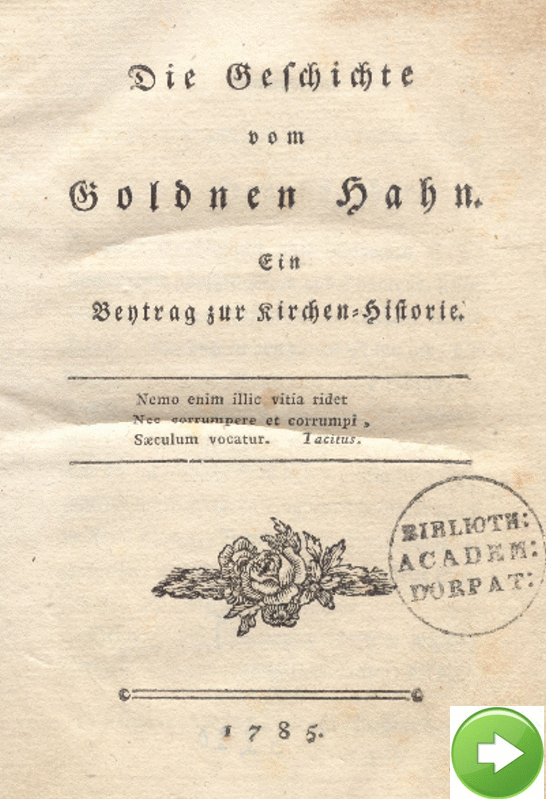 Die Geſchichte
vom
Goldnen Hahn.
Ein
Beytrag zur Kirchen-Hiſtorie.
Nemo enim illic vitia ridet
Nec corrumpere et corrumpi,
Sæculum vocatur. Tacitus.
BIBLIOTH:
ACADEM:
DORPAT:
1785.